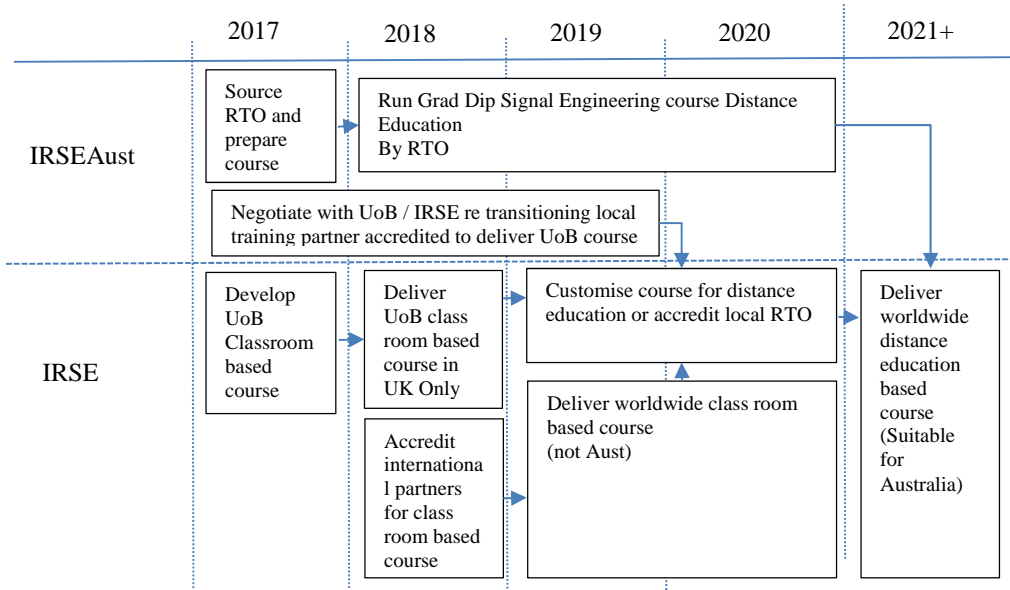 2017
2018
2019
2020
2021+
IRSEAust
Source
RTO and
prepare
course
Run Grad Dip Signal Engineering course Distance
Education
By RTO
Negotiate with UoB / IRSE re transitioning local
training partner accredited to deliver UoB course
IRSE
Develop
UoB
Classroom
based
course
Deliver
UoB class
room based
course in
UK Only
Customise course for distance
education or accredit local RTO
Deliver
worldwide
distance
education
based
course
(Suitable
for
Australia)
Accredit
internationa
l partners
for class
room based
course
Deliver worldwide class room
based course
(not Aust)